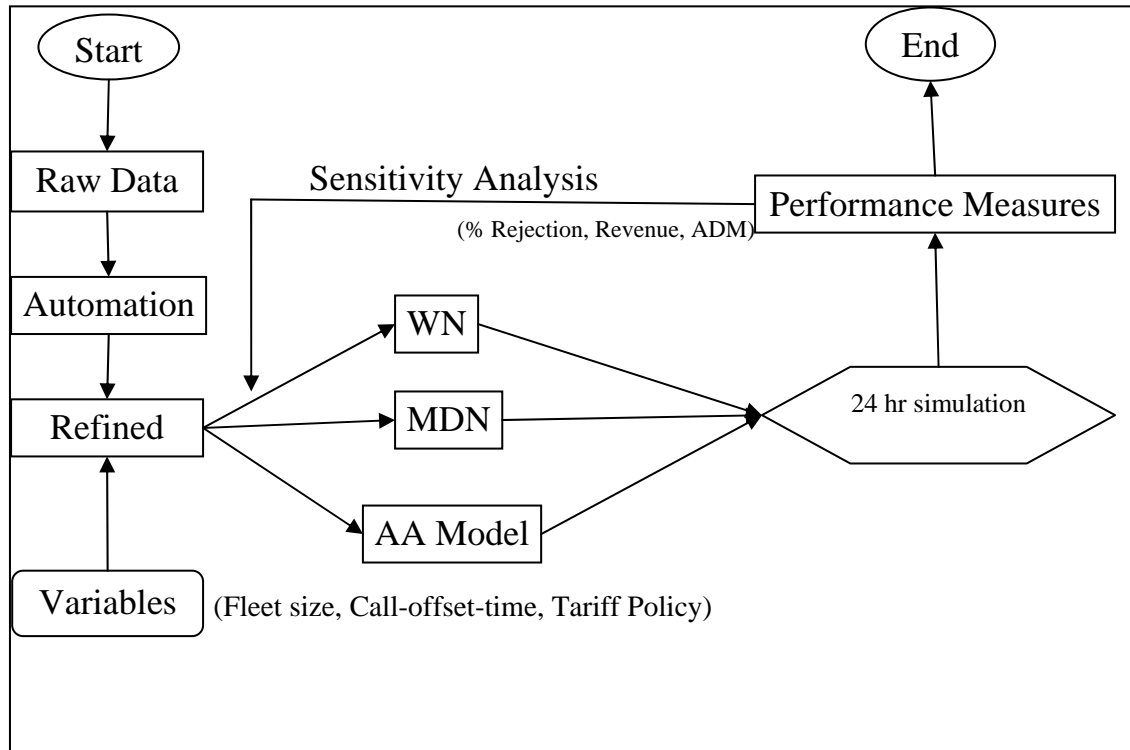 Start
End
Raw Data
Sensitivity Analysis
Performance Measures
(% Rejection, Revenue, ADM)
Automation
WN
Refined
MDN
24 hr simulation
AA Model
Variables
(Fleet size, Call-offset-time, Tariff Policy)